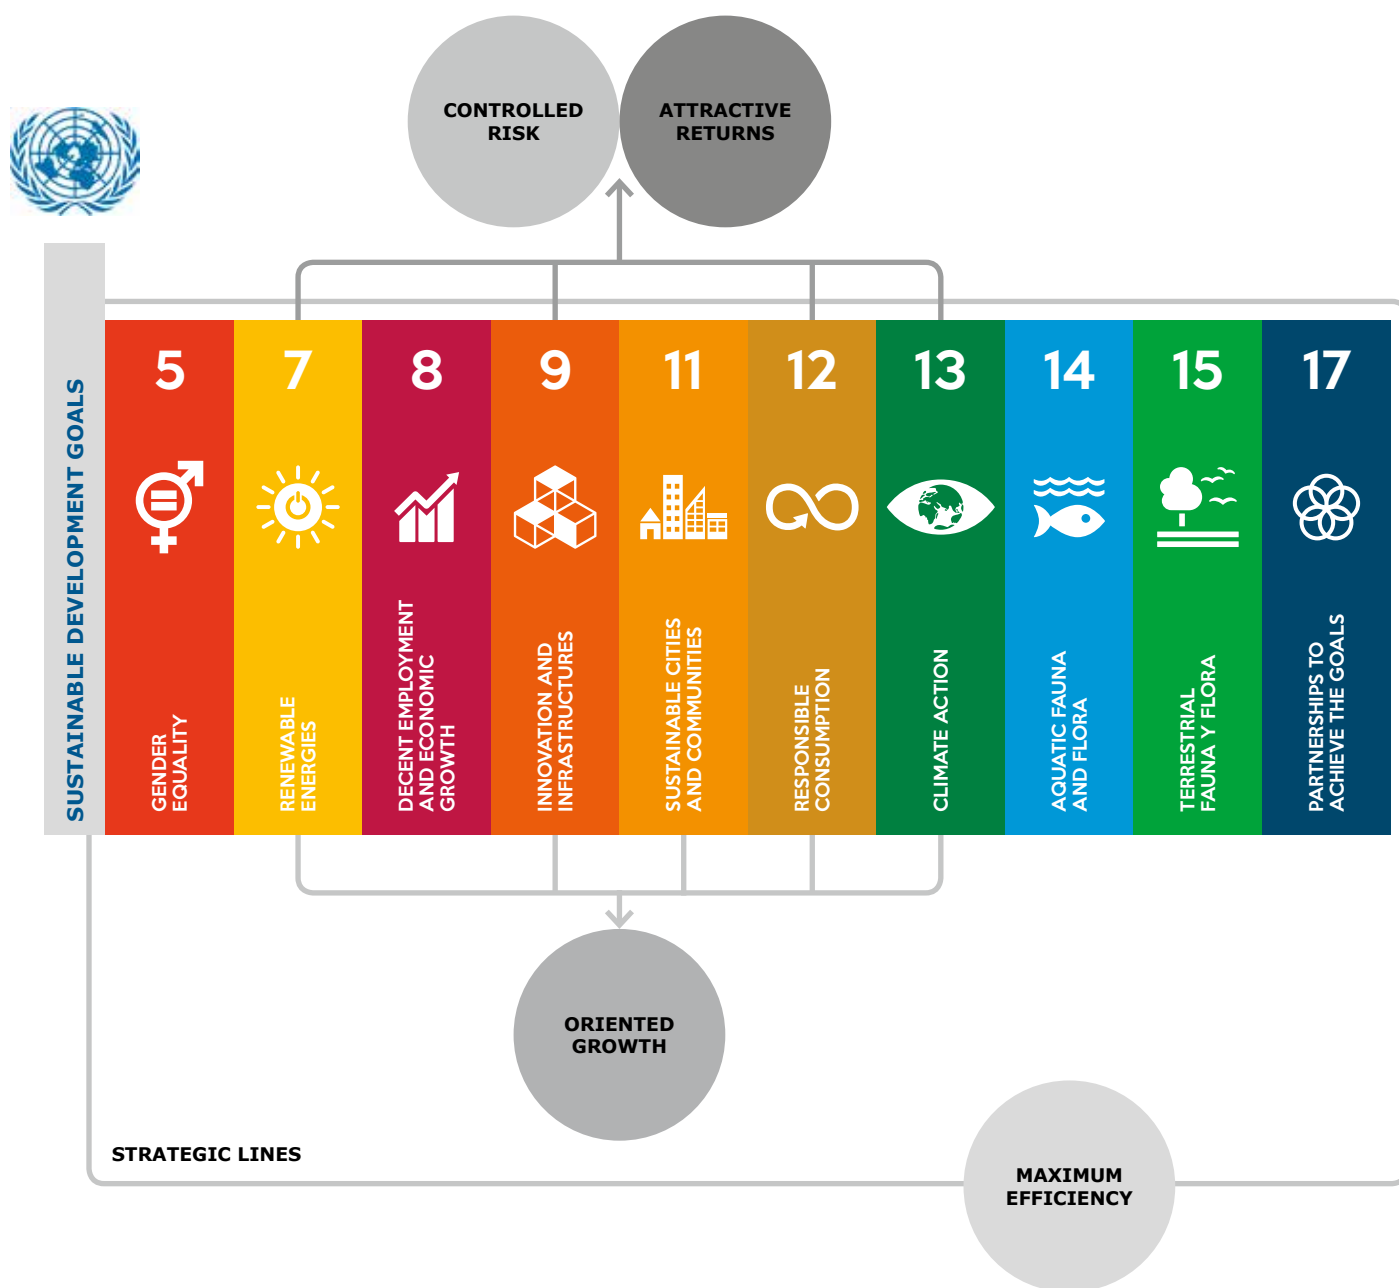 CONTROLLED
RISK
ATTRACTIVE
RETURNS
SUSTAINABLE DEVELOPMENT GOALS
5
GENDER
EQUALITY
7
RENEWABLE
ENERGIES
8
DECENT EMPLOYMENT
AND ECONOMIC
GROWTH
9
INNOVATION AND
INFRASTRUCTURES
11
SUSTAINABLE CITIES
AND COMMUNITIES
12
RESPONSIBLE
CONSUMPTION
13
CLIMATE ACTION
14
AQUATIC FAUNA
AND FLORA
15
TERRESTRIAL
FAUNA Y FLORA
17
PARTNERSHIPS TO
ACHIEVE THE GOALS
ORIENTED
GROWTH
STRATEGIC LINES
MAXIMUM
EFFICIENCY